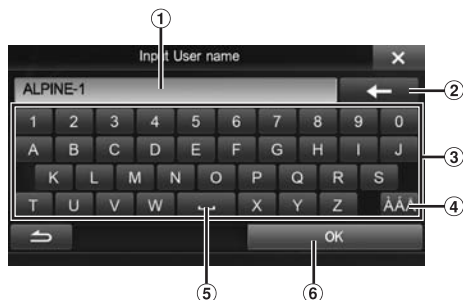 ①
Input User name ×
ALPINE-1 ②
1 2 3 4 5 6 7 8 9 0
A B C D E F G H I J ③
K L M N O P Q R S
T U V W X Y Z ÀÁÂ ④
OK
⑤ ⑥